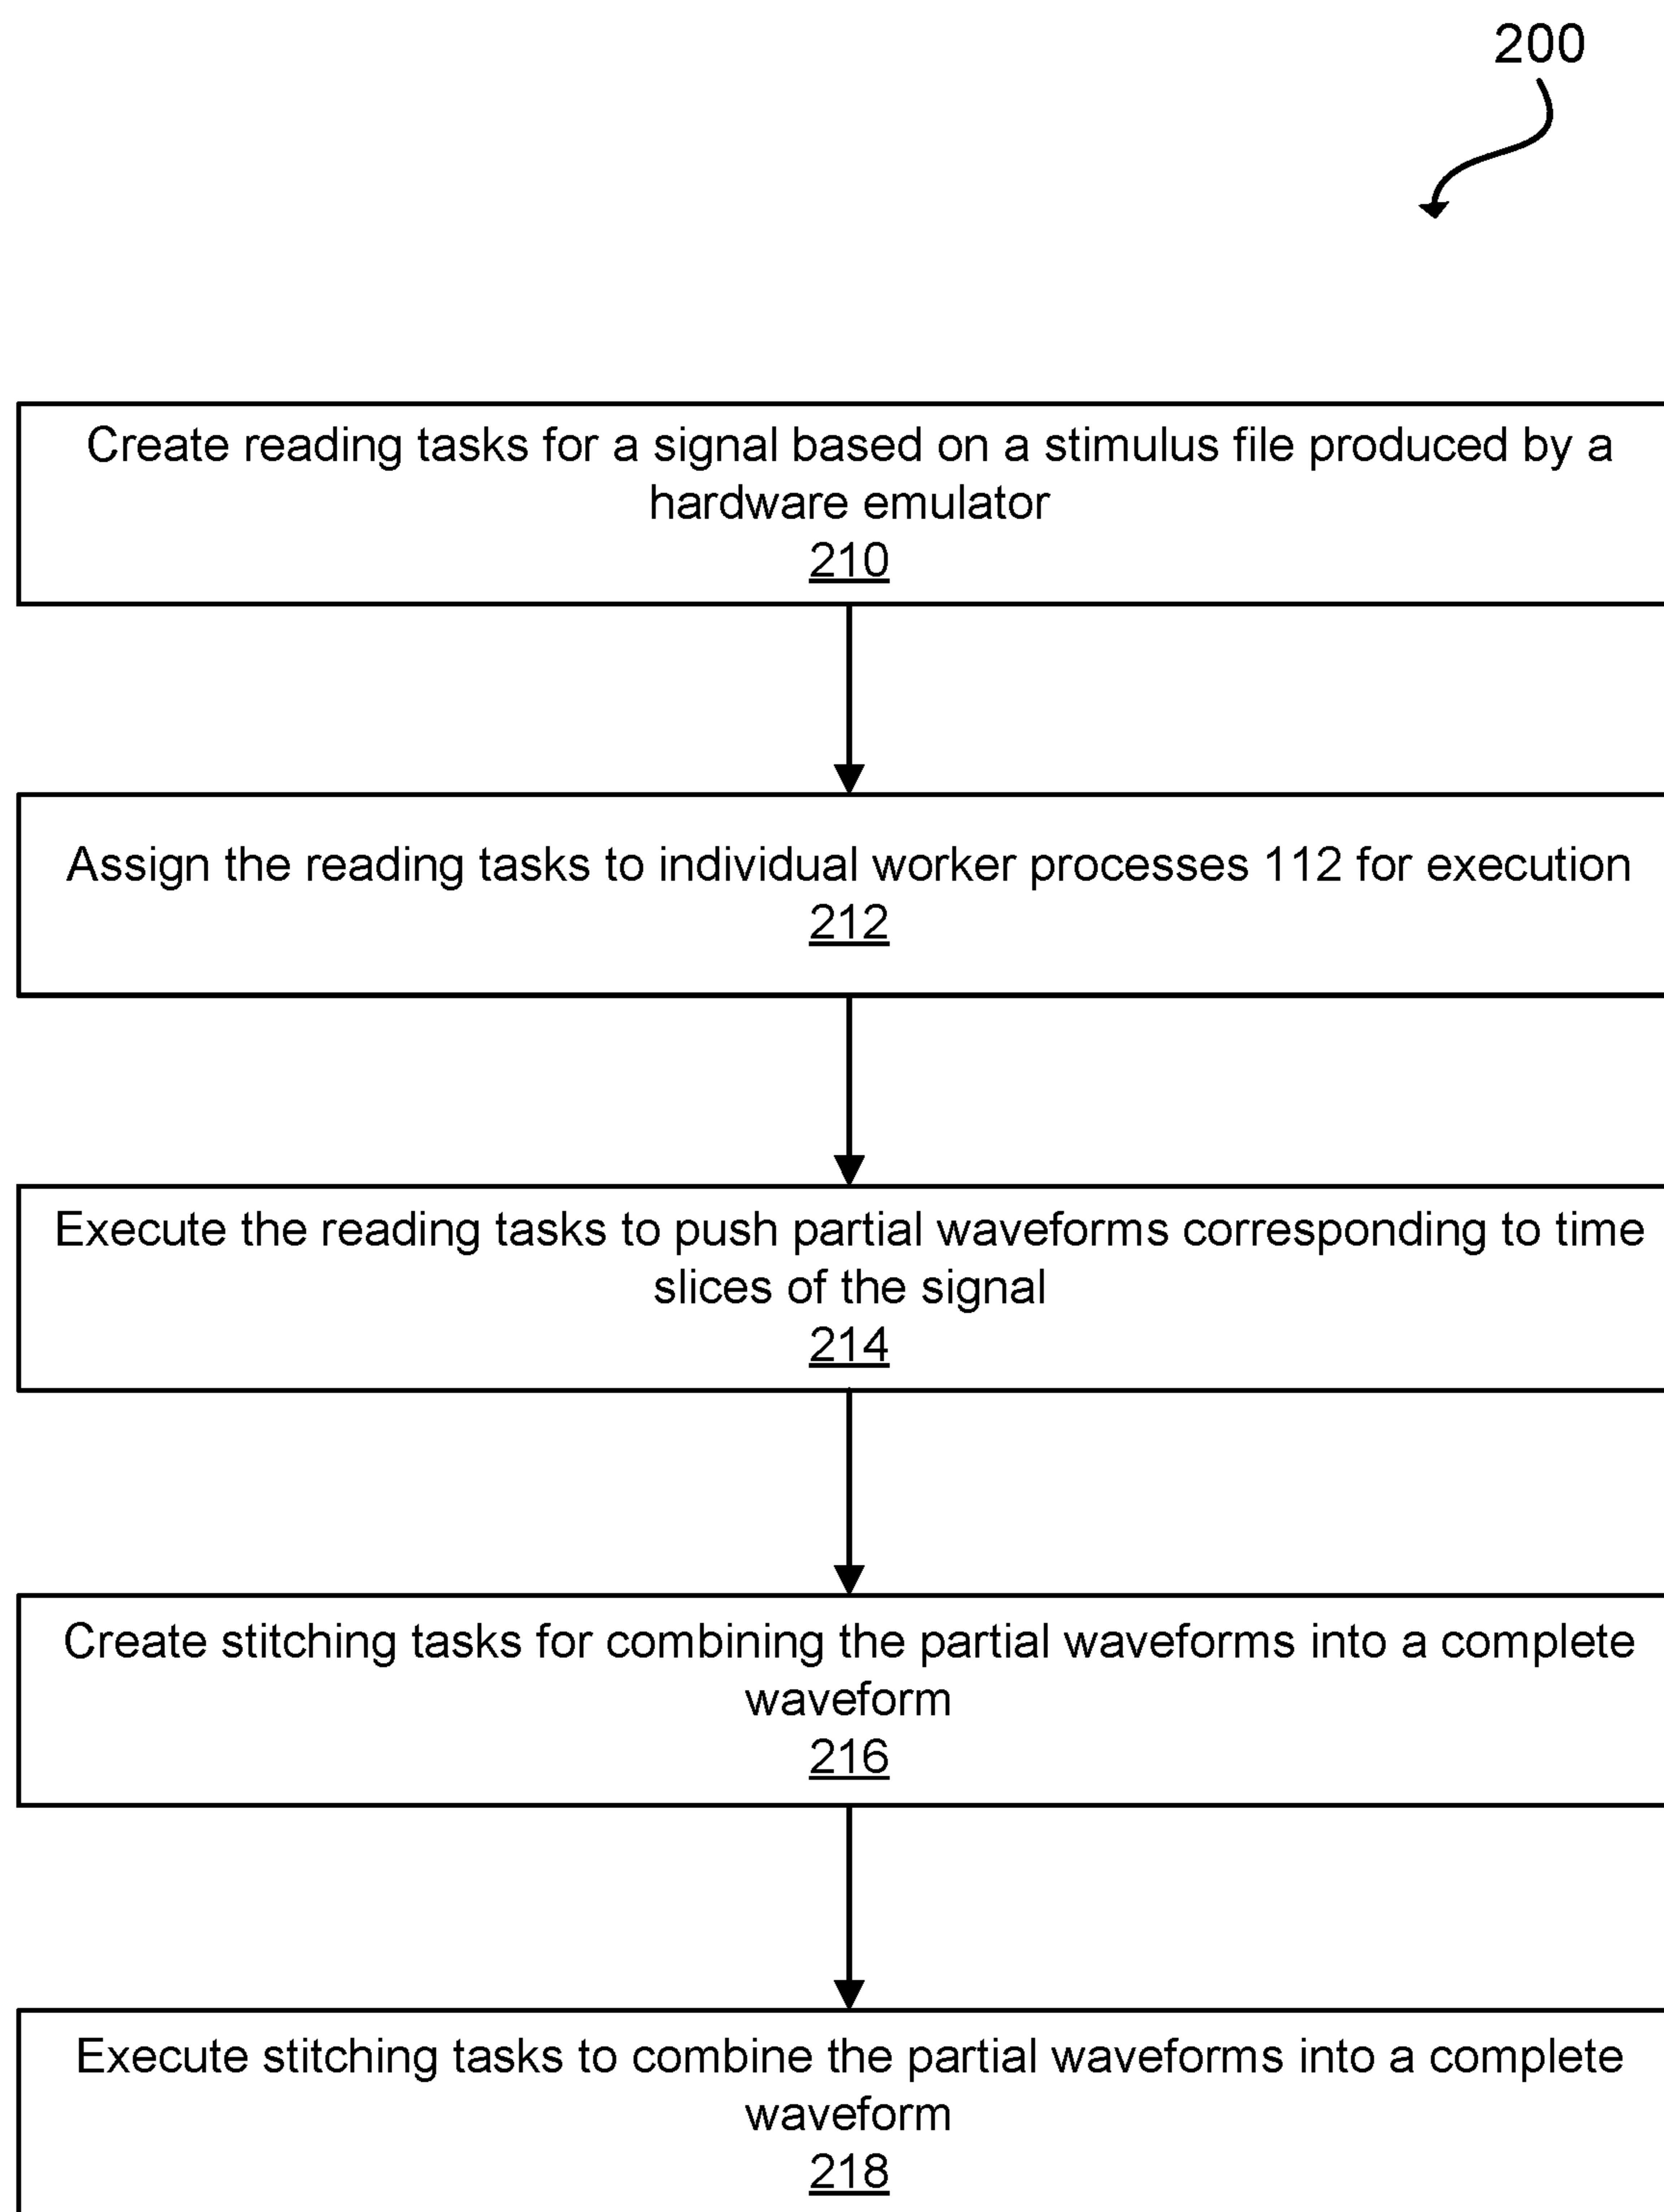 200
Create reading tasks for a signal based on a stimulus file produced by a
hardware emulator
210
Assign the reading tasks to individual worker processes 112 for execution
212
Execute the reading tasks to push partial waveforms corresponding to time
slices of the signal
214
Create stitching tasks for combining the partial waveforms into a complete
waveform
216
Execute stitching tasks to combine the partial waveforms into a complete
waveform
218